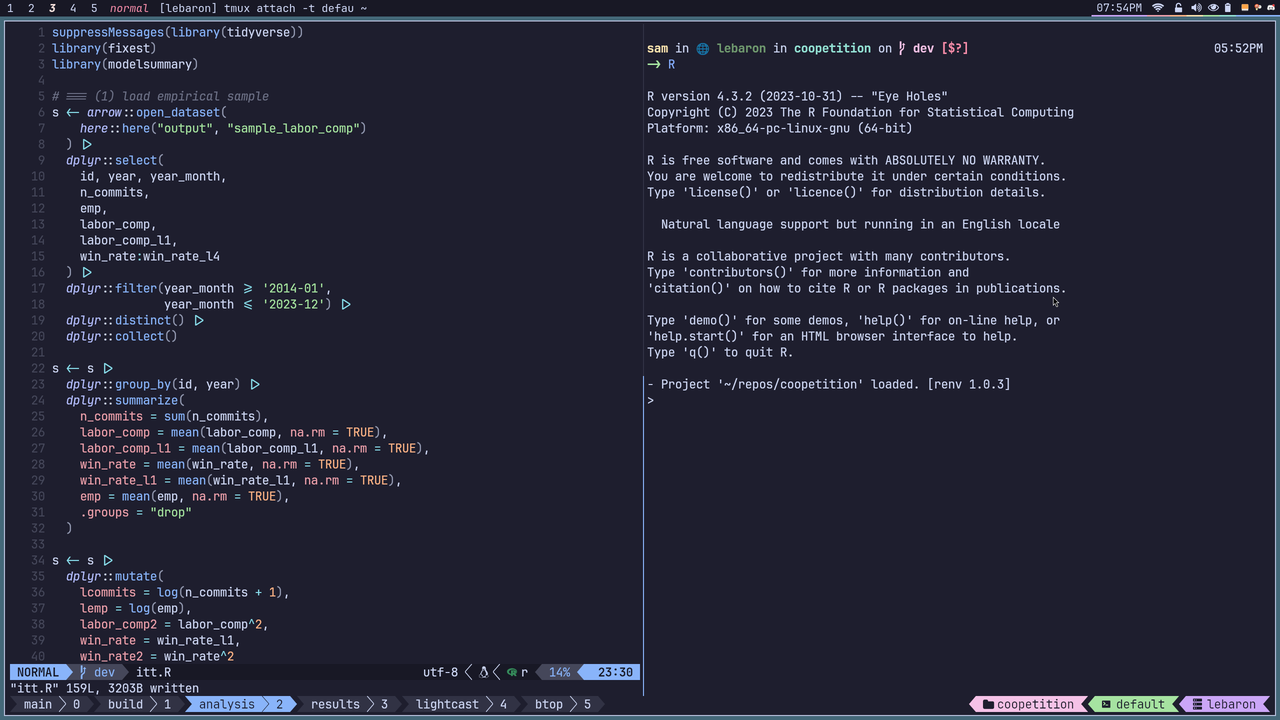 1 2 3 4 5 normal [lebaron] tmux attach -t defau ~ 07:54PM
1 suppressMessages(library(tidyverse))
2 library(fixest)
3 library(modelsummary)
4
5 # === (1) load empirical sample
6 s <- arrow::open_dataset(
7 here::here("output", "sample_labor_comp")
8 ) |>
9 dplyr::select(
10 id, year, year_month,
11 n_commits,
12 emp,
13 labor_comp,
14 labor_comp_l1,
15 win_rate:win_rate_l4
16 ) |>
17 dplyr::filter(year_month >= '2014-01',
18 year_month <= '2023-12') |>
19 dplyr::distinct() |>
20 dplyr::collect()
21
22 s <- s |>
23 dplyr::group_by(id, year) |>
24 dplyr::summarize(
25 n_commits = sum(n_commits),
26 labor_comp = mean(labor_comp, na.rm = TRUE),
27 labor_comp_l1 = mean(labor_comp_l1, na.rm = TRUE),
28 win_rate = mean(win_rate, na.rm = TRUE),
29 win_rate_l1 = mean(win_rate_l1, na.rm = TRUE),
30 emp = mean(emp, na.rm = TRUE),
31 .groups = "drop"
32 )
33
34 s <- s |>
35 dplyr::mutate(
36 lcommits = log(n_commits + 1),
37 lemp = log(emp),
38 labor_comp2 = labor_comp^2,
39 win_rate = win_rate_l1,
40 win_rate2 = win_rate^2
NORMAL dev itt.R utf-8 r 14% 23:30
"itt.R" 159L, 3203B written
sam in lebaron in coopetition on dev [$?] 05:52PM
→ R
R version 4.3.2 (2023-10-31) -- "Eye Holes"
Copyright (C) 2023 The R Foundation for Statistical Computing
Platform: x86_64-pc-linux-gnu (64-bit)
R is free software and comes with ABSOLUTELY NO WARRANTY.
You are welcome to redistribute it under certain conditions.
Type 'license()' or 'licence()' for distribution details.
Natural language support but running in an English locale
R is a collaborative project with many contributors.
Type 'contributors()' for more information and
'citation()' on how to cite R or R packages in publications.
Type 'demo()' for some demos, 'help()' for on-line help, or
'help.start()' for an HTML browser interface to help.
Type 'q()' to quit R.
- Project '~/repos/coopetition' loaded. [renv 1.0.3]
>
main 0 build 1 analysis 2 results 3 lightcast 4 btop 5 coopetition default lebaron